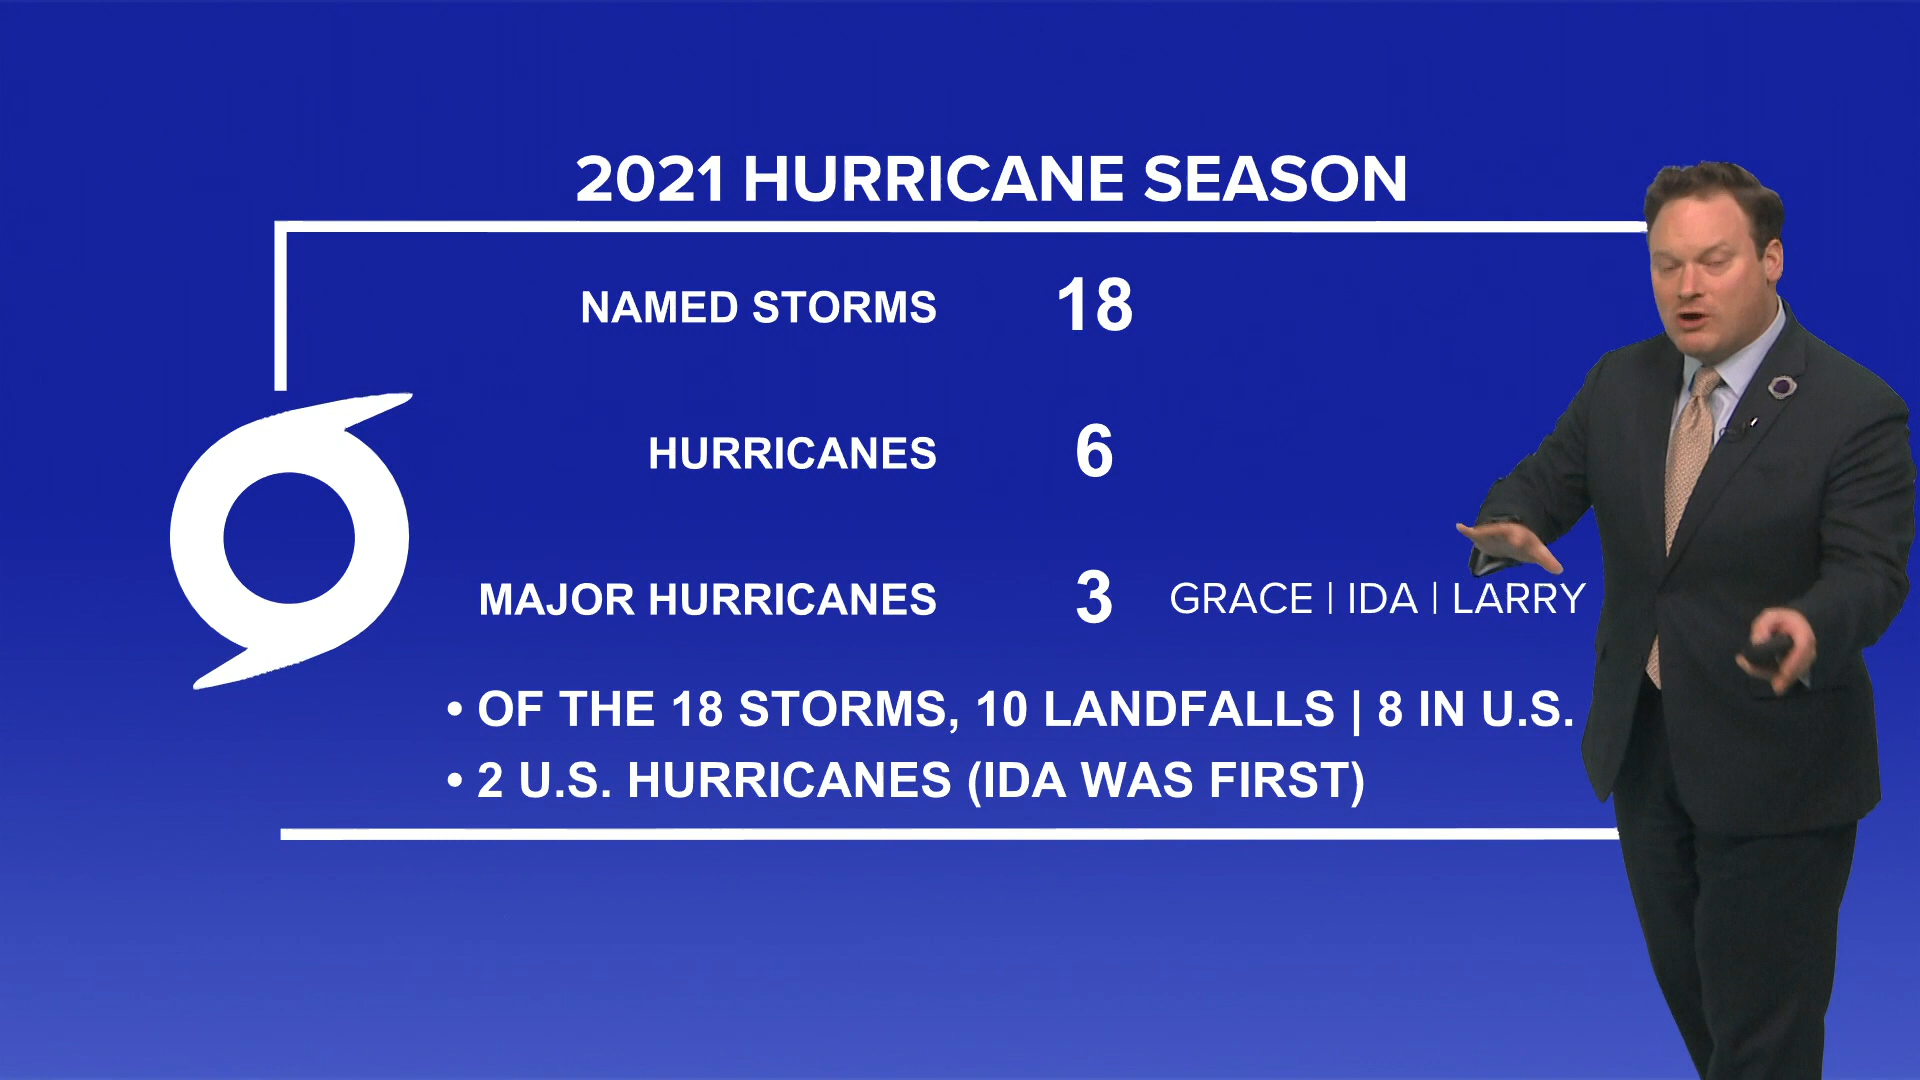 2021 HURRICANE SEASON
NAMED STORMS 18
HURRICANES 6
MAJOR HURRICANES 3 GRACE | IDA | LARRY
• OF THE 18 STORMS, 10 LANDFALLS | 8 IN U.S.
• 2 U.S. HURRICANES (IDA WAS FIRST)